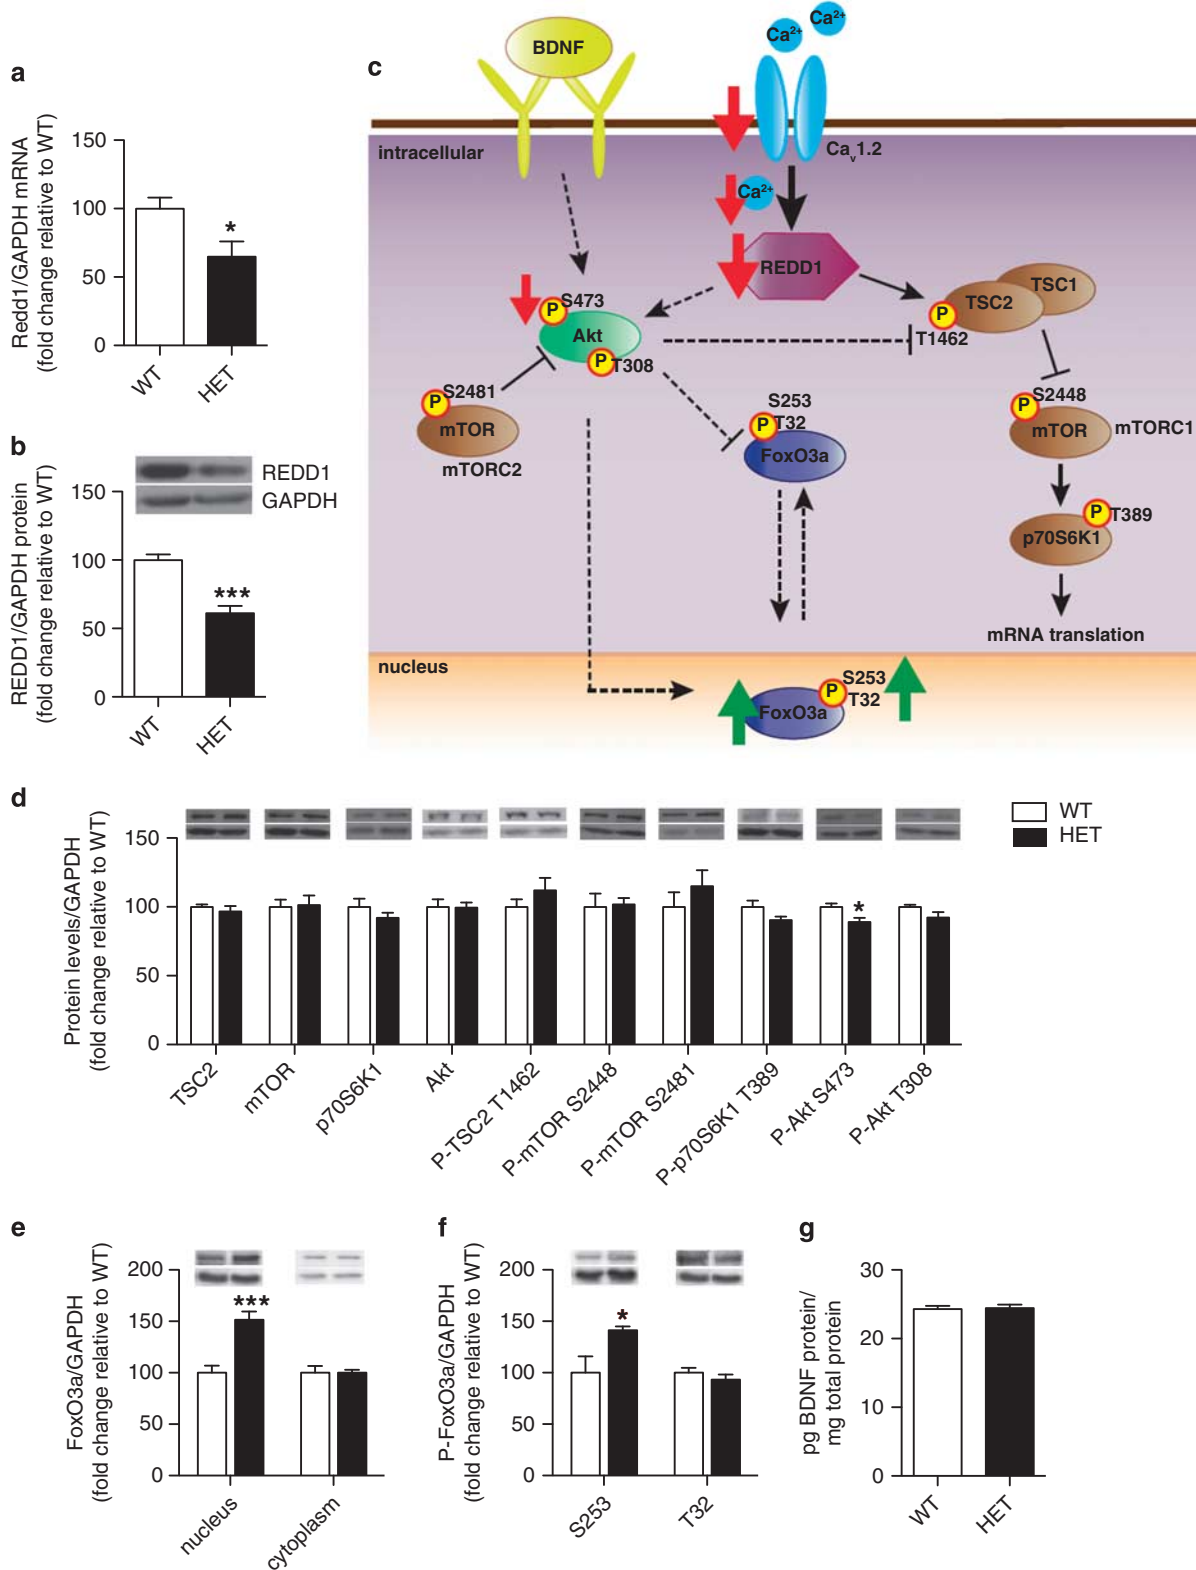 a
Redd1/GAPDH mRNA
(fold change relative to WT)
150
100
50
0
*
WT
HET
b
REDD1/GAPDH protein
(fold change relative to WT)
REDD1
GAPDH
150
100
50
0
***
WT
HET
c
BDNF
Ca2+
Ca2+
intracellular
Cav1.2
Ca2+
REDD1
TSC1
TSC2
P
T1462
P
S473
Akt
P
T308
P
S2481
mTOR
mTORC2
S253
P
T32
FoxO3a
P
S2448
mTOR
mTORC1
P
T389
p70S6K1
mRNA translation
nucleus
P
S253
T32
FoxO3a
d
Protein levels/GAPDH
(fold change relative to WT)
150
100
50
0
*
WT
HET
TSC2
mTOR
p70S6K1
Akt
P-TSC2 T1462
P-mTOR S2448
P-mTOR S2481
P-p70S6K1 T389
P-Akt S473
P-Akt T308
e
FoxO3a/GAPDH
(fold change relative to WT)
200
150
100
50
0
***
nucleus
cytoplasm
f
P-FoxO3a/GAPDH
(fold change relative to WT)
200
150
100
50
0
*
S253
T32
g
pg BDNF protein/
mg total protein
30
20
10
0
WT
HET